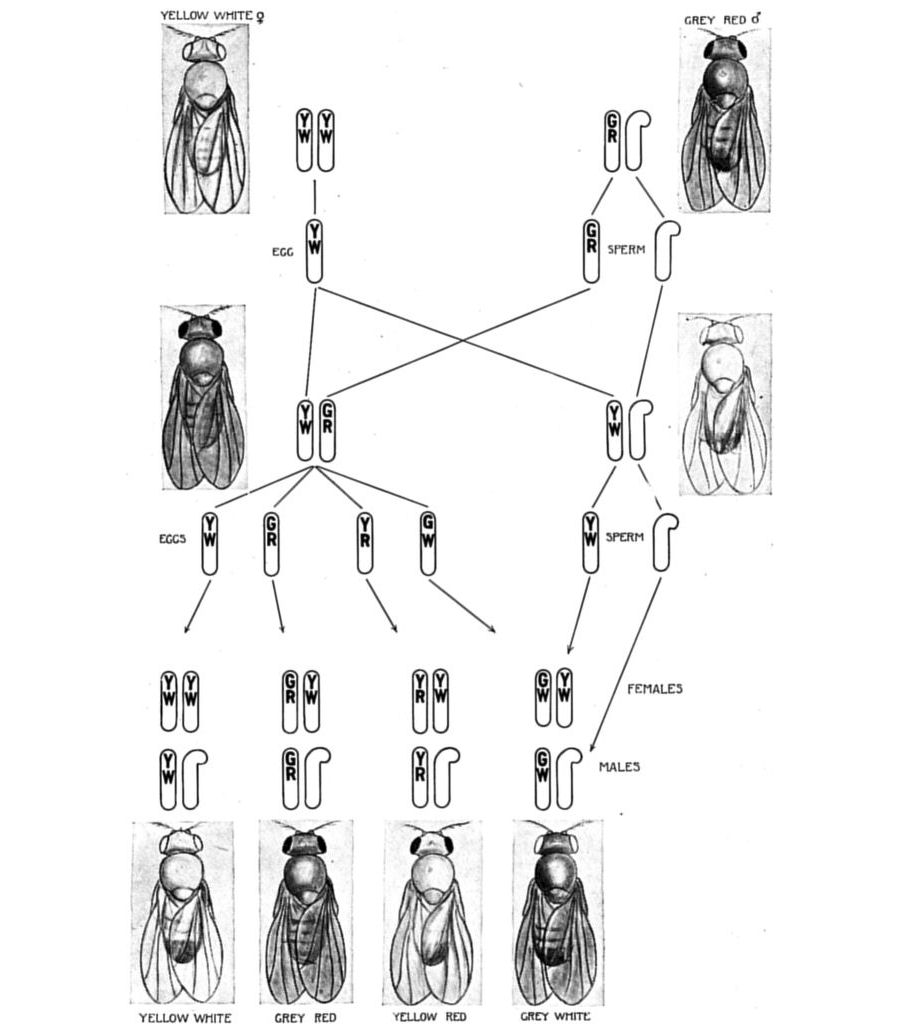 YELLOW WHITE ♀
GREY RED ♂
Y Y
W W
G
R
EGG
Y
W
G
R
SPERM
Y G
W R
Y
W
EGGS
Y
W
G
R
Y
R
G
W
Y
W
SPERM
Y Y
W W
G Y
R W
Y Y
R W
G Y
W W
FEMALES
Y
W
G
R
Y
R
G
W
MALES
YELLOW WHITE
GREY RED
YELLOW RED
GREY WHITE